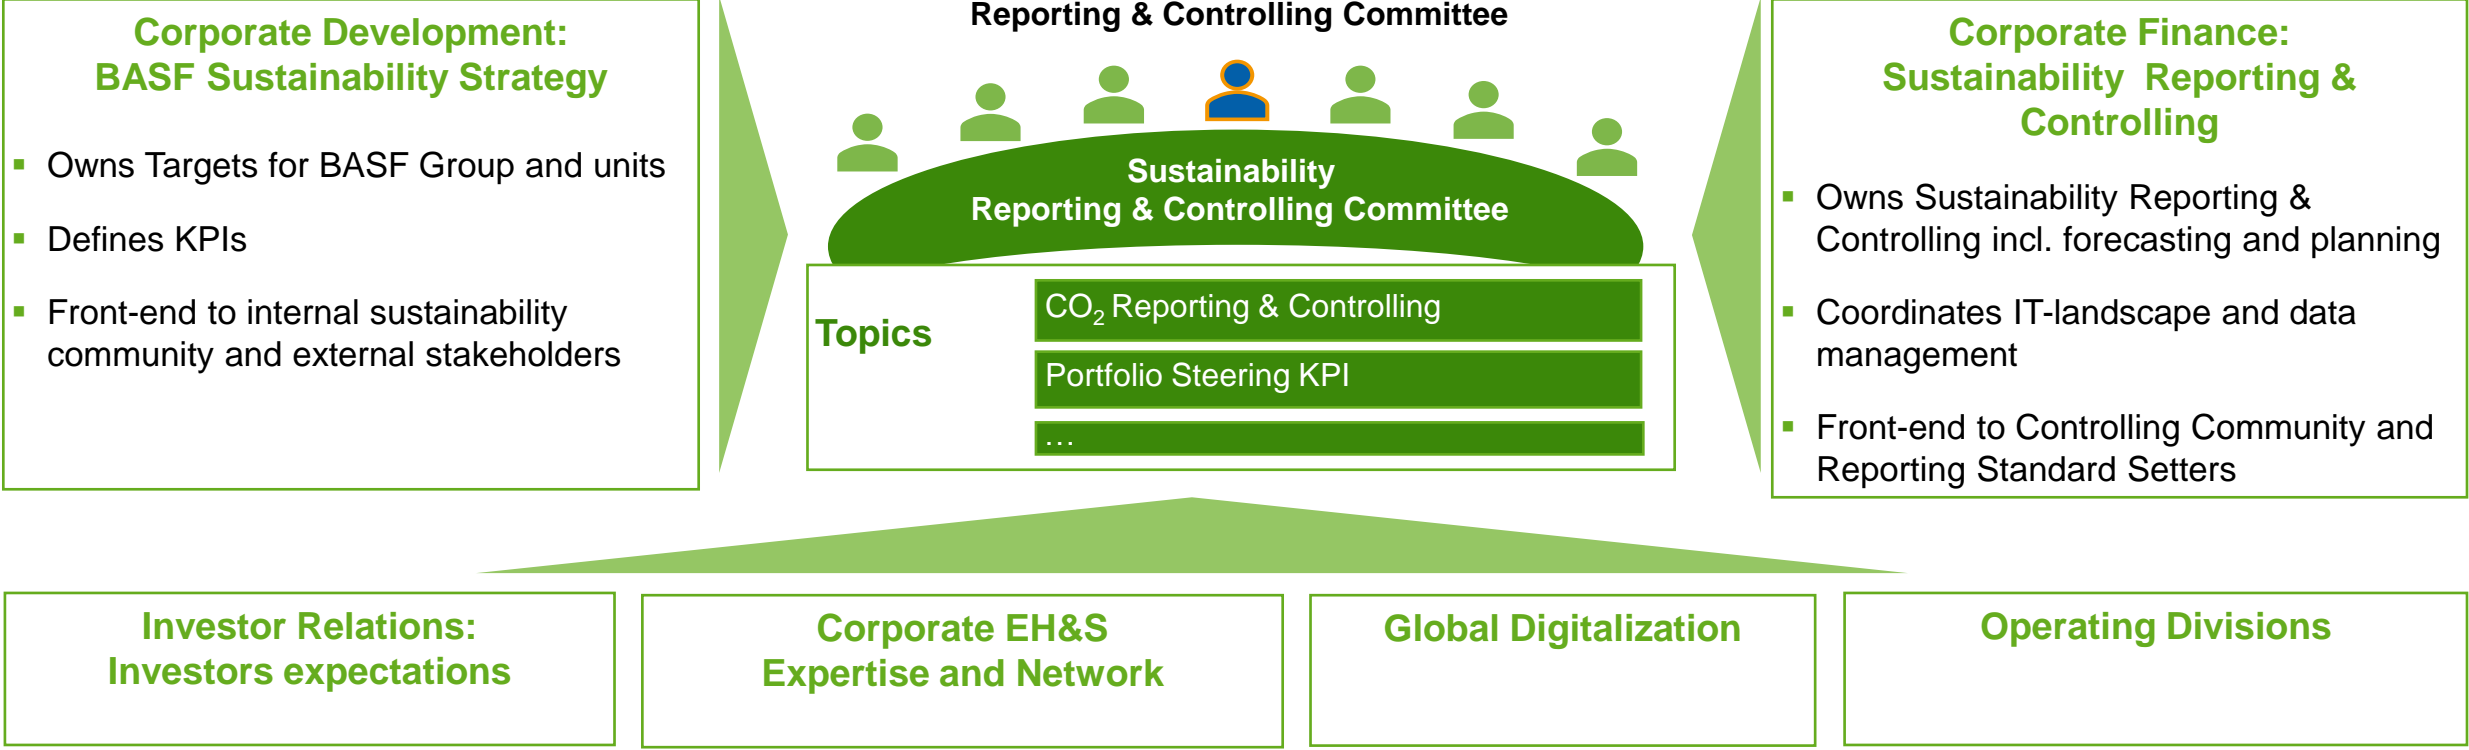 Corporate Development:
BASF Sustainability Strategy
▪ Owns Targets for BASF Group and units
▪ Defines KPIs
▪ Front-end to internal sustainability
community and external stakeholders
Reporting & Controlling Committee
Sustainability
Reporting & Controlling Committee
Topics
CO₂ Reporting & Controlling
Portfolio Steering KPI
…
Corporate Finance:
Sustainability Reporting &
Controlling
▪ Owns Sustainability Reporting &
Controlling incl. forecasting and planning
▪ Coordinates IT-landscape and data
management
▪ Front-end to Controlling Community and
Reporting Standard Setters
Investor Relations:
Investors expectations
Corporate EH&S
Expertise and Network
Global Digitalization
Operating Divisions